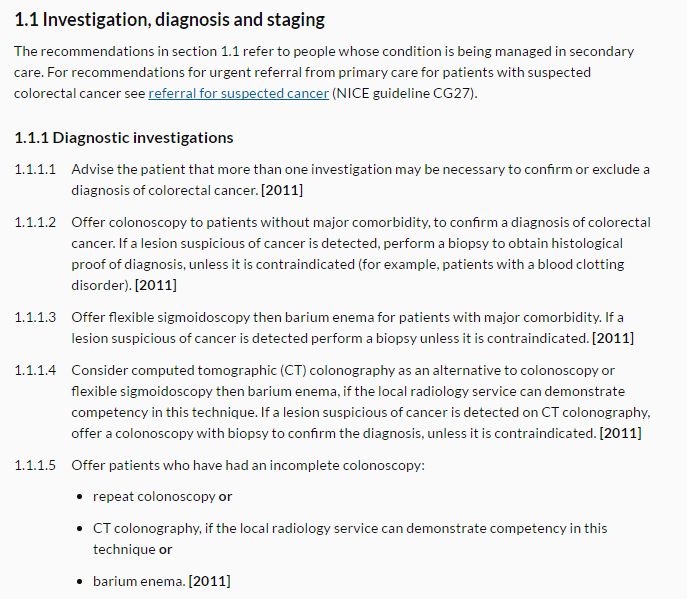 1.1 Investigation, diagnosis and staging
The recommendations in section 1.1 refer to people whose condition is being managed in secondary
care. For recommendations for urgent referral from primary care for patients with suspected
colorectal cancer see referral for suspected cancer (NICE guideline CG27).
1.1.1 Diagnostic investigations
1.1.1.1 Advise the patient that more than one investigation may be necessary to confirm or exclude a
diagnosis of colorectal cancer. [2011]
1.1.1.2 Offer colonoscopy to patients without major comorbidity, to confirm a diagnosis of colorectal
cancer. If a lesion suspicious of cancer is detected, perform a biopsy to obtain histological
proof of diagnosis, unless it is contraindicated (for example, patients with a blood clotting
disorder). [2011]
1.1.1.3 Offer flexible sigmoidoscopy then barium enema for patients with major comorbidity. If a
lesion suspicious of cancer is detected perform a biopsy unless it is contraindicated. [2011]
1.1.1.4 Consider computed tomographic (CT) colonography as an alternative to colonoscopy or
flexible sigmoidoscopy then barium enema, if the local radiology service can demonstrate
competency in this technique. If a lesion suspicious of cancer is detected on CT colonography,
offer a colonoscopy with biopsy to confirm the diagnosis, unless it is contraindicated. [2011]
1.1.1.5 Offer patients who have had an incomplete colonoscopy:
• repeat colonoscopy or
• CT colonography, if the local radiology service can demonstrate competency in this
technique or
• barium enema. [2011]